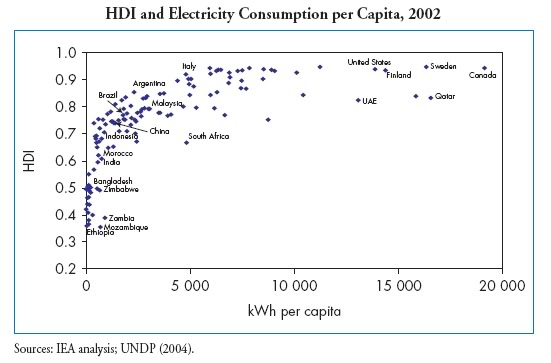 HDI and Electricity Consumption per Capita, 2002
1.0
0.9
0.8
0.7
0.6
0.5
0.4
0.3
0.2
HDI
Italy
United States
Finland
Sweden
Canada
Argentina
Brazil
Malaysia
UAE
Qatar
China
Indonesia
South Africa
Morocco
India
Bangladesh
Zimbabwe
Zambia
Mozambique
Ethiopia
0
5 000
10 000
15 000
20 000
kWh per capita
Sources: IEA analysis; UNDP (2004).